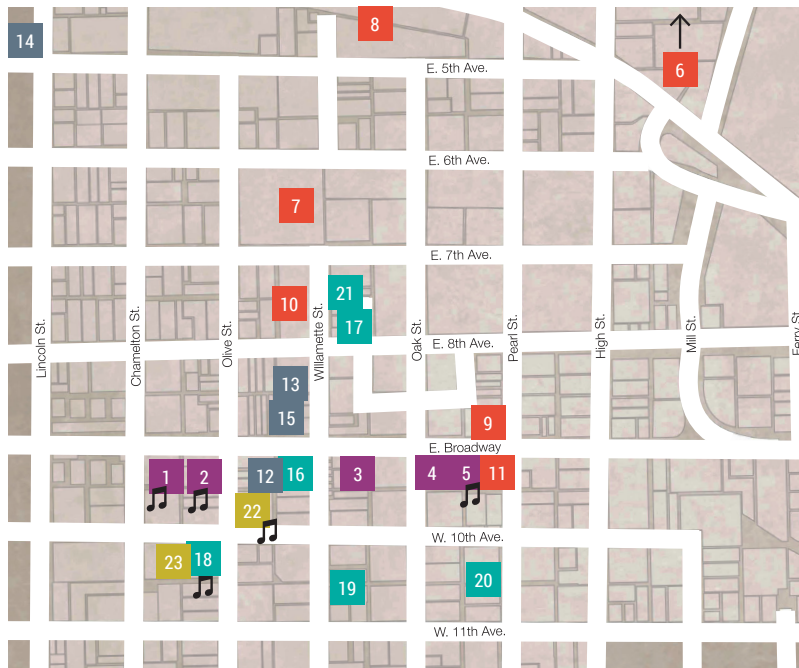 8
14
E. 5th Ave.
6
E. 6th Ave.
7
E. 7th Ave.
21
10
17
Lincoln St.
Chamelton St.
Olive St.
Willamette St.
Oak St.
E. 8th Ave.
Pearl St.
High St.
Mill St.
Ferry St.
13
15
9
E. Broadway
1
2
12
16
3
4
5
11
22
W. 10th Ave.
23
18
19
20
W. 11th Ave.